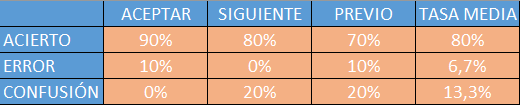 ACEPTAR SIGUIENTE PREVIO TASA MEDIA
ACIERTO 90% 80% 70% 80%
ERROR 10% 0% 10% 6,7%
CONFUSIÓN 0% 20% 20% 13,3%